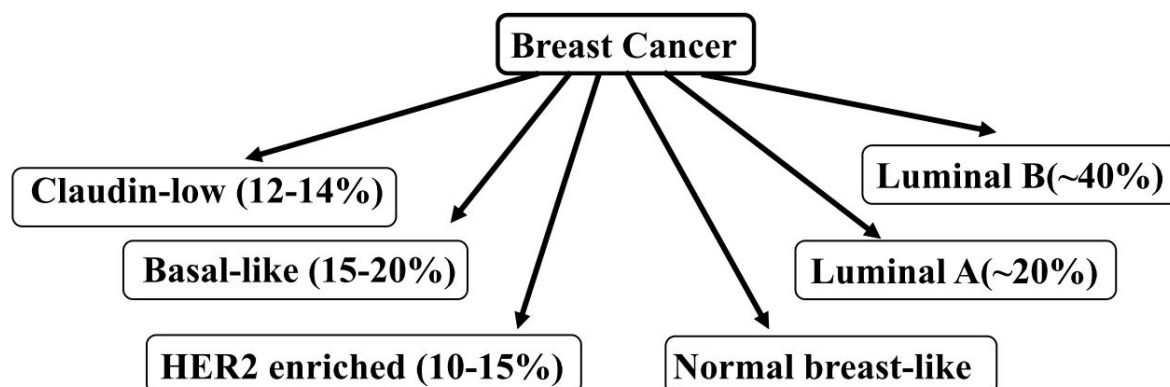 Breast Cancer
Luminal B(~40%)
Claudin-low (12-14%)
Basal-like (15-20%)
Luminal A(~20%)
HER2 enriched (10-15%)
Normal breast-like